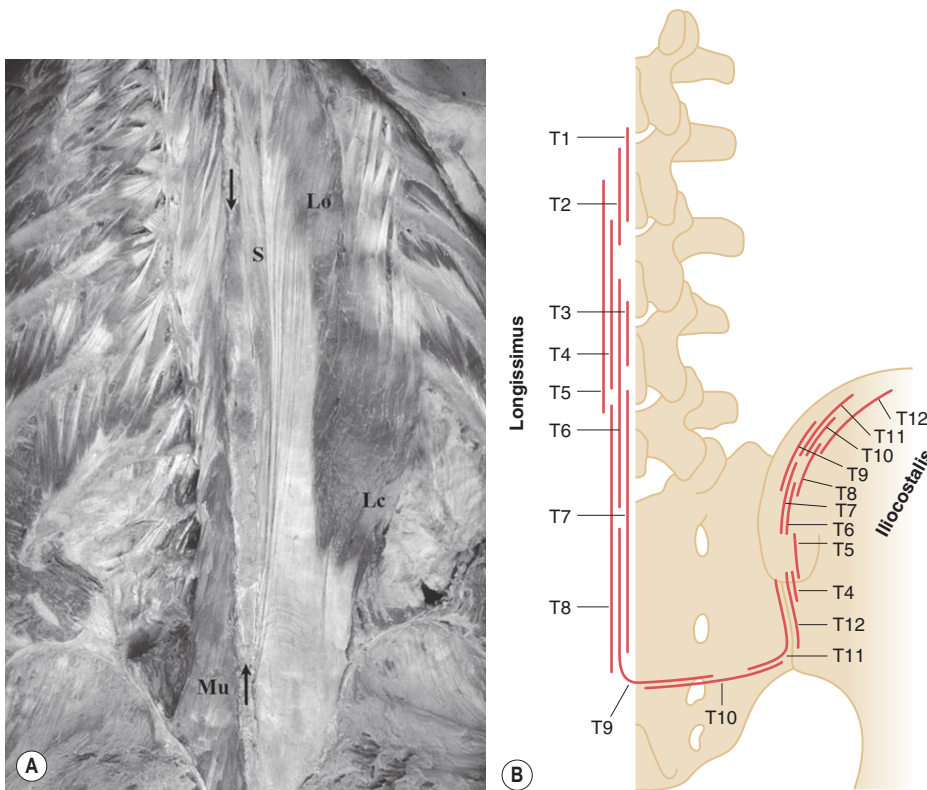 Lo
S
Lc
Mu
A
T1
T2
T3
T4
T5
T6
T7
T8
T9
T10
Longissimus
T12
T11
T10
T9
T8
T7
T6
T5
T4
T12
T11
Iliocostalis
B